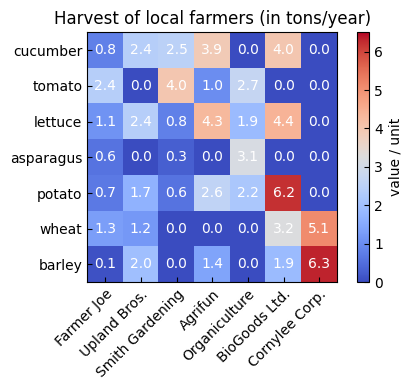 Harvest of local farmers (in tons/year)
cucumber 0.8 2.4 2.5 3.9 0.0 4.0 0.0
tomato 2.4 0.0 4.0 1.0 2.7 0.0 0.0
lettuce 1.1 2.4 0.8 4.3 1.9 4.4 0.0
asparagus 0.6 0.0 0.3 0.0 3.1 0.0 0.0
potato 0.7 1.7 0.6 2.6 2.2 6.2 0.0
wheat 1.3 1.2 0.0 0.0 0.0 3.2 5.1
barley 0.1 2.0 0.0 1.4 0.0 1.9 6.3
Farmer Joe
Upland Bros.
Smith Gardening
Agrifun
Organiculture
BioGoods Ltd.
Cornylee Corp.
6
5
4
3
2
1
0
value / unit